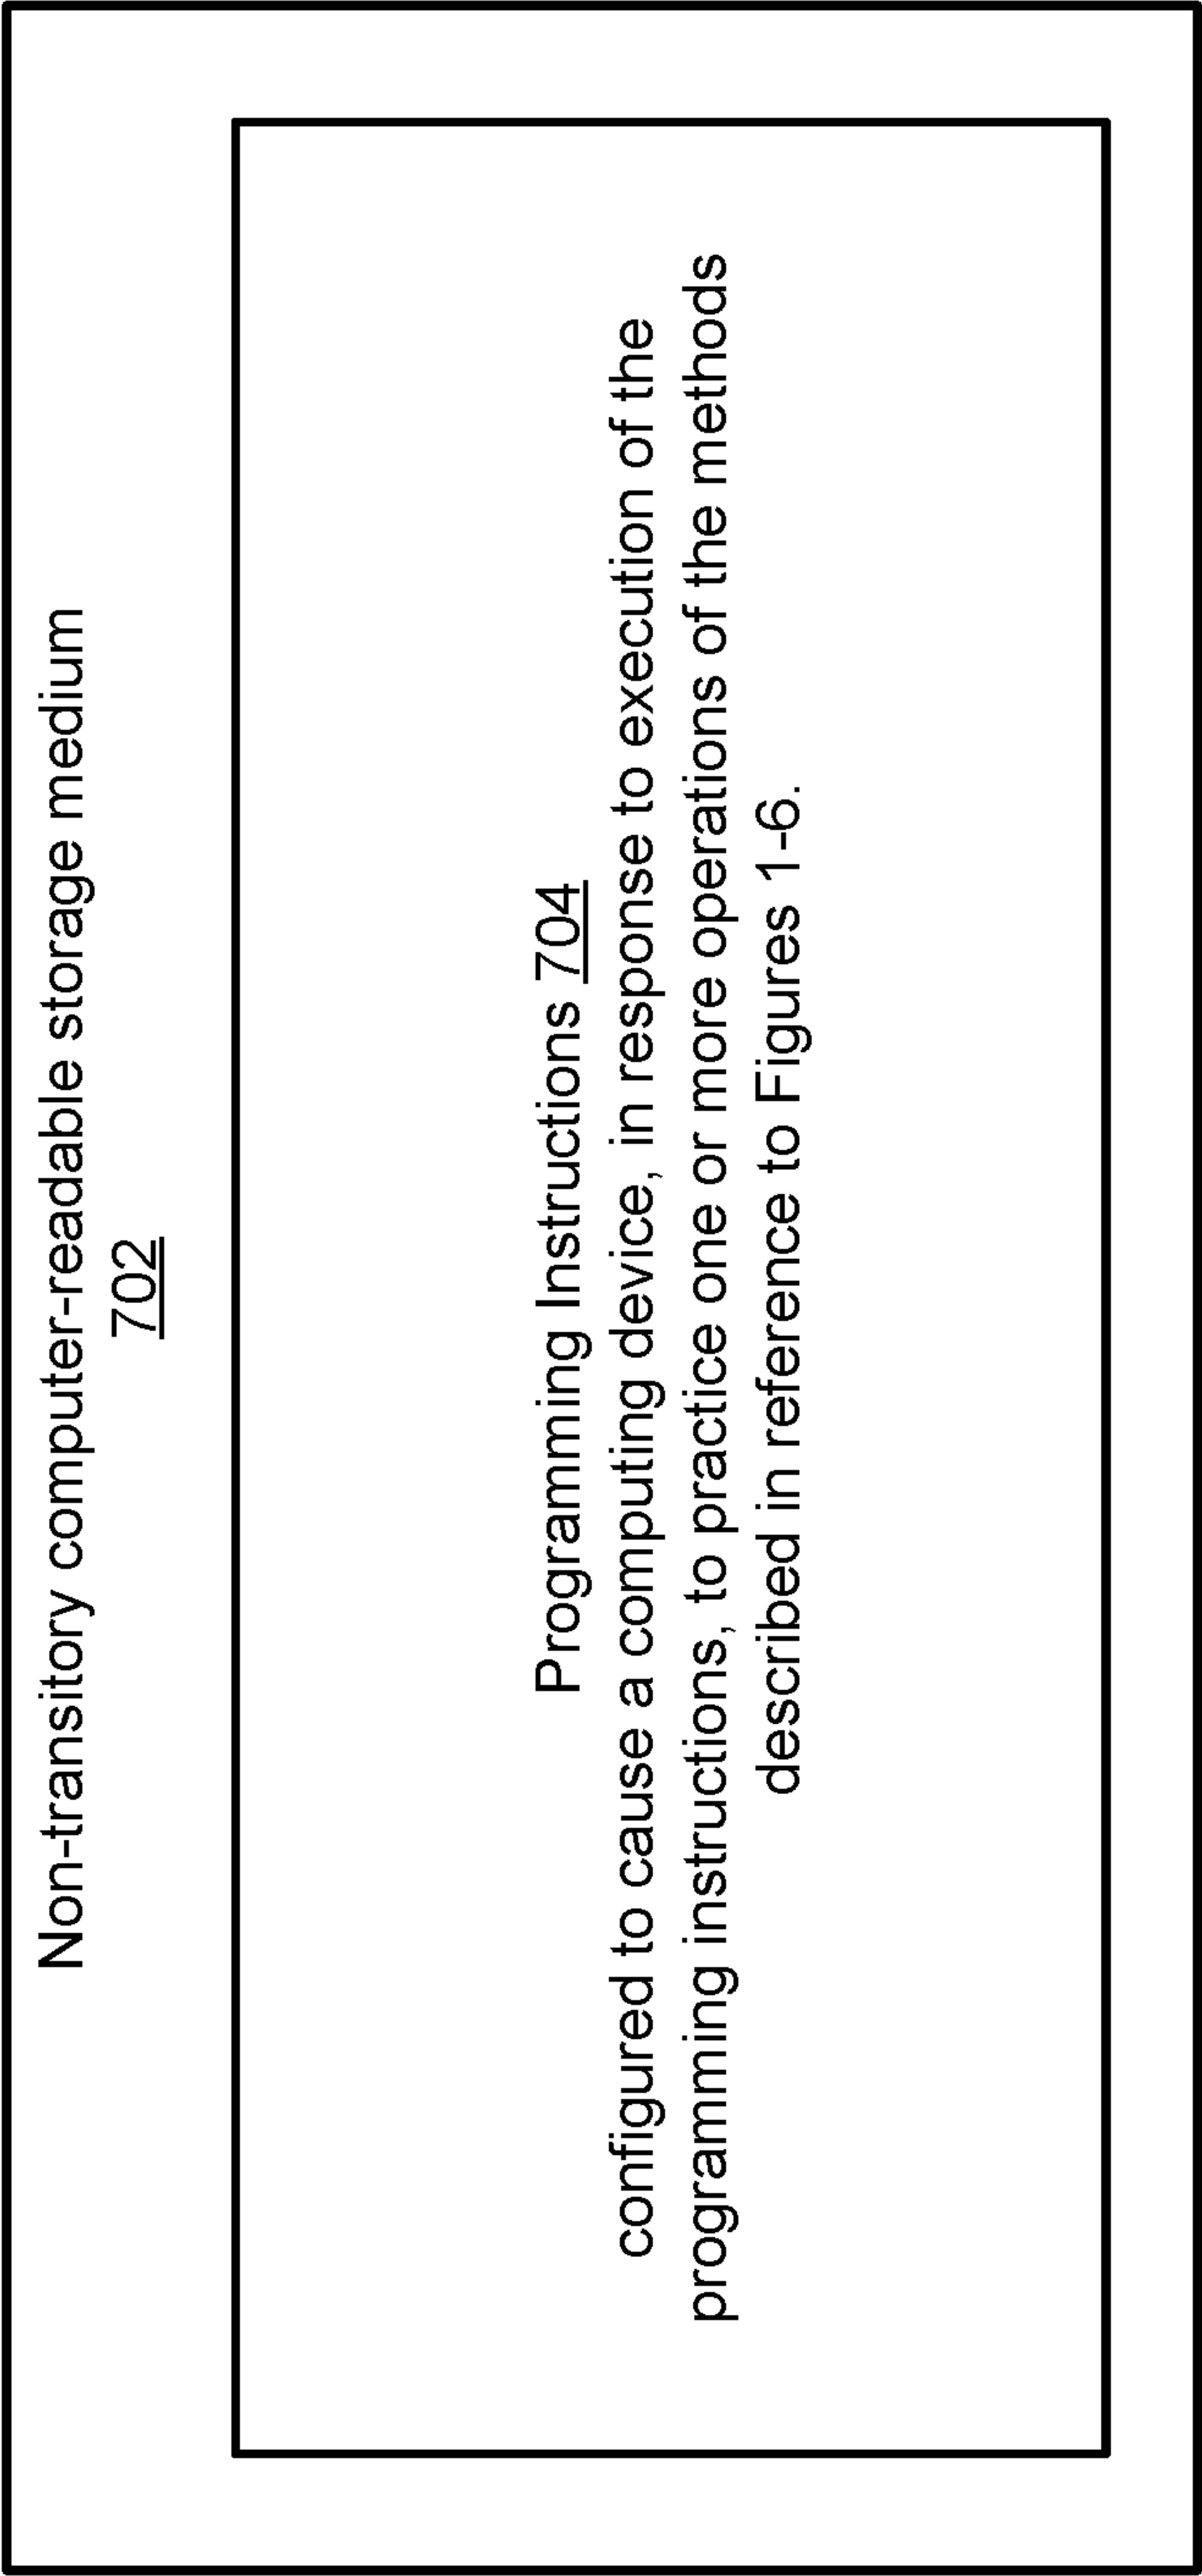 Non-transitory computer-readable storage medium
702
Programming Instructions 704
configured to cause a computing device, in response to execution of the
programming instructions, to practice one or more operations of the methods
described in reference to Figures 1-6.